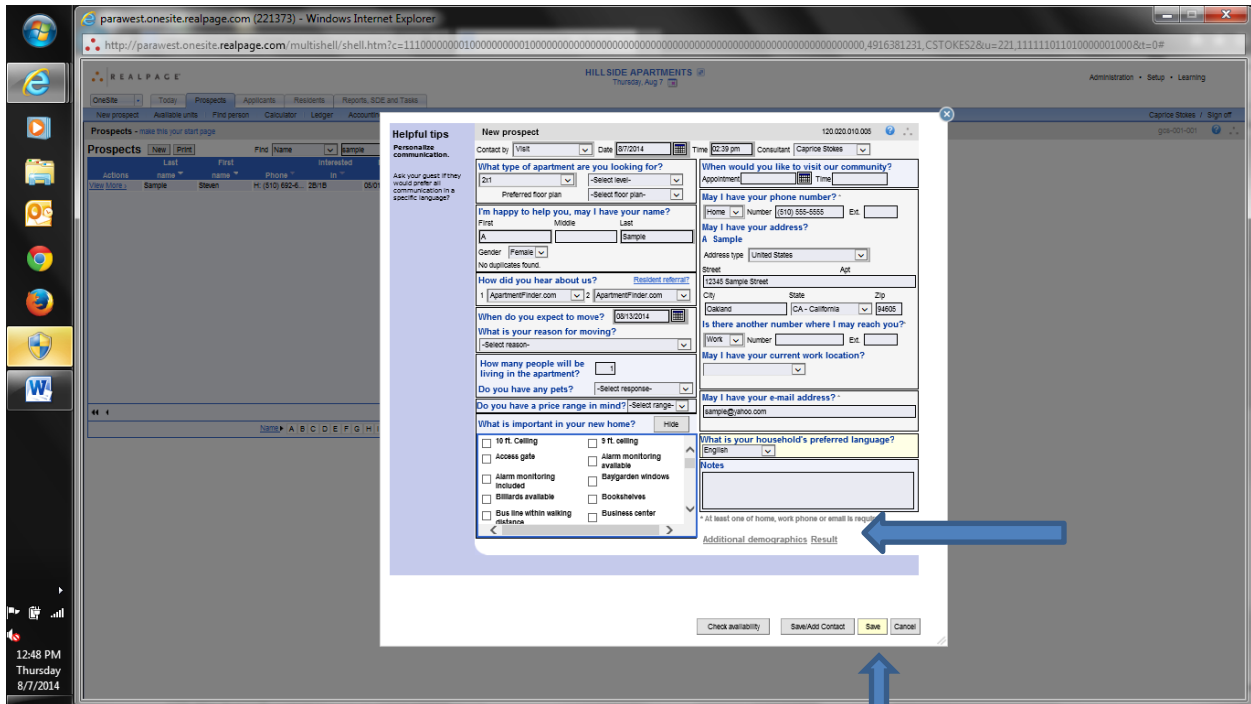 parawest.onesite.realpage.com (221373) - Windows Internet Explorer
REALPAGE
HILLSIDE APARTMENTS
Thursday, Aug 7
Administration • Setup • Learning
OneSite Today Prospects Applicants Residents Reports, SDE and Tasks
New prospect Available units Find person Calculator Ledger Accountin
Caprice Stokes / Sign off
Prospects - make this your start page
gcs-001-001
Prospects New Print Find Name sample
Last First Interested
Actions name name Phone in
View More Sample Steven H: (510) 692-6... 2B/1B 08/01
Name A B C D E F G H I
Helpful tips
Personalize
communication.
Ask your guest if they
would prefer all
communication in a
specific language?
New prospect 120.020.010.005
Contact by Visit Date 8/7/2014 Time 02:39 pm Consultant Caprice Stokes
What type of apartment are you looking for?
2x1 -Select level-
Preferred floor plan -Select floor plan-
I'm happy to help you, may I have your name?
First Middle Last
A Sample
Gender Female
No duplicates found.
How did you hear about us? Resident referral?
1 ApartmentFinder.com 2 ApartmentFinder.com
When do you expect to move? 08/13/2014
What is your reason for moving?
-Select reason-
How many people will be
living in the apartment? 1
Do you have any pets? -Select response-
Do you have a price range in mind? -Select range-
What is important in your new home? Hide
10 ft. Ceiling 9 ft. ceiling
Access gate Alarm monitoring
available
Alarm monitoring
included Bay/garden windows
Billiards available Bookshelves
Bus line within walking
distance Business center
When would you like to visit our community?
Appointment Time
May I have your phone number? *
Home Number (510) 555-5555 Ext.
May I have your address?
A Sample
Address type United States
Street Apt
12345 Sample Street
City State Zip
Oakland CA - California 94605
Is there another number where I may reach you?*
Work Number Ext.
May I have your current work location?
May I have your e-mail address? *
sample@yahoo.com
What is your household's preferred language?
English
Notes
* At least one of home, work phone or email is requir
Additional demographics Result
Check availability Save/Add Contact Save Cancel
12:48 PM
Thursday
8/7/2014